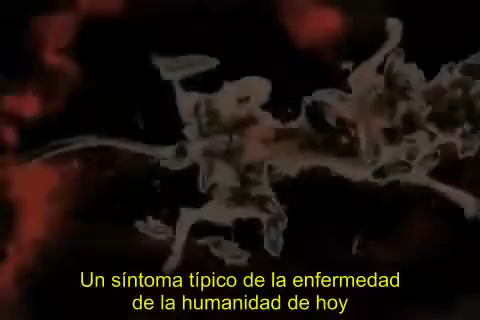 Un síntoma típico de la enfermedad
de la humanidad de hoy